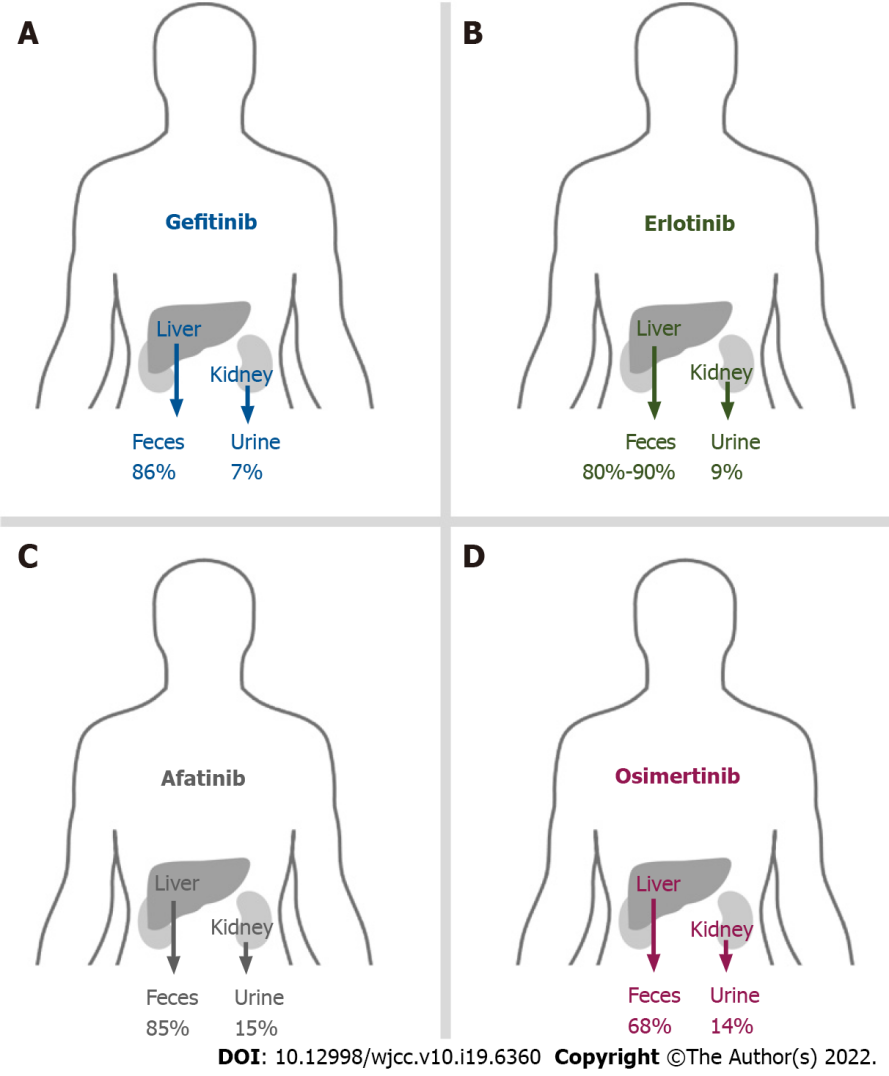 A
Gefitinib
Liver
Kidney
Feces Urine
86% 7%
B
Erlotinib
Liver
Kidney
Feces Urine
80%-90% 9%
C
Afatinib
Liver
Kidney
Feces Urine
85% 15%
D
Osimertinib
Liver
Kidney
Feces Urine
68% 14%
DOI: 10.12998/wjcc.v10.i19.6360 Copyright ©The Author(s) 2022.